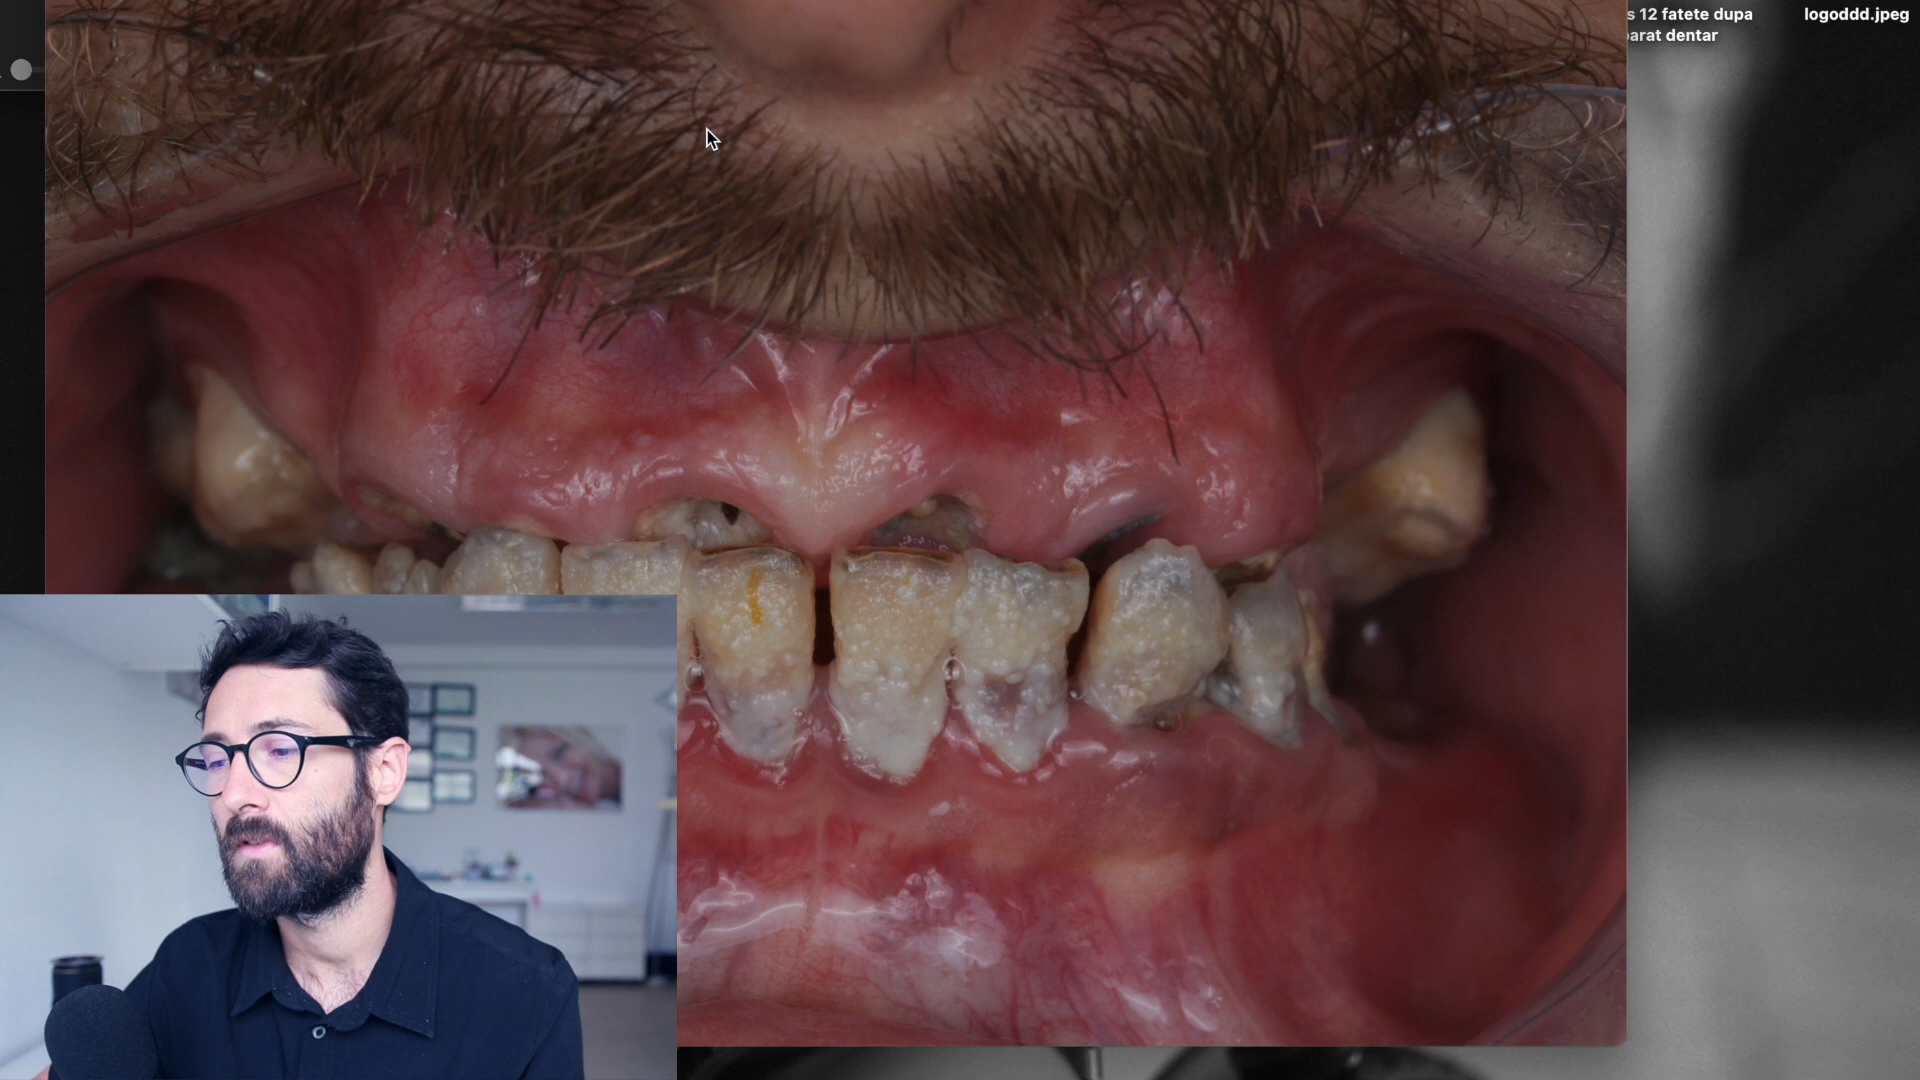 s 12 fatete dupa
arat dentar
logoddd.jpeg